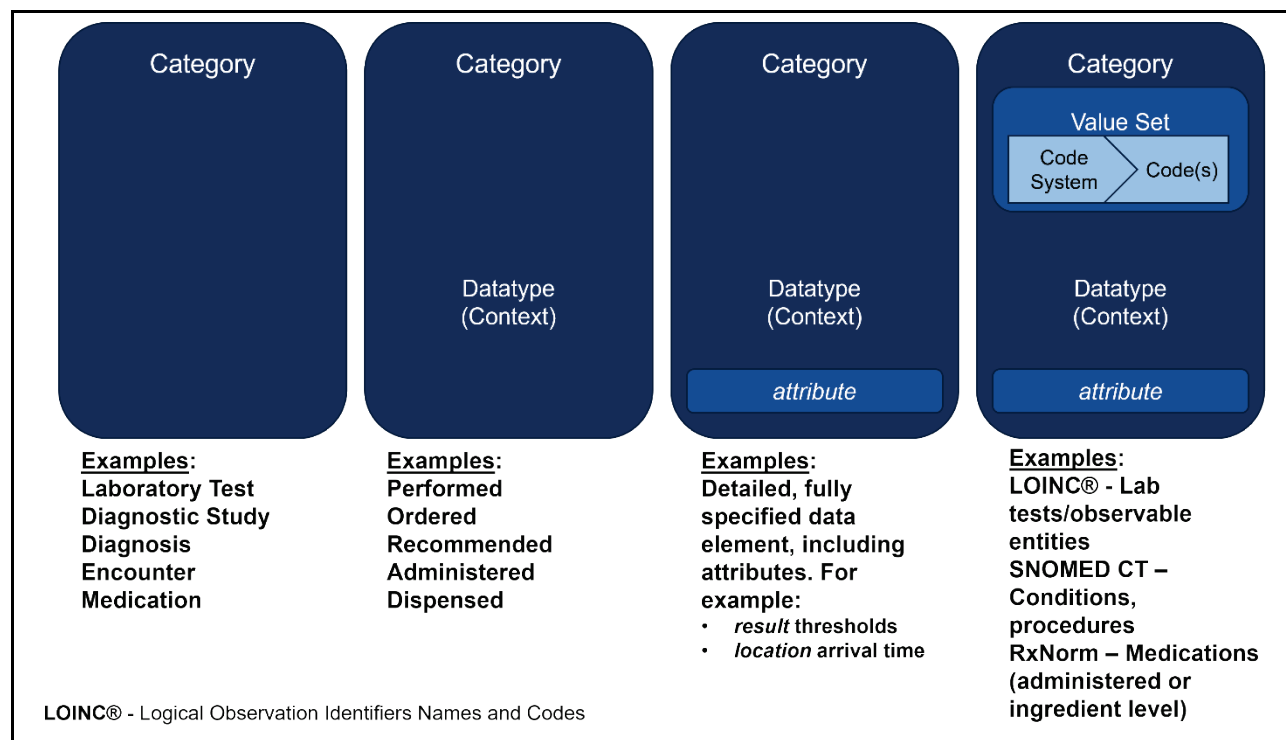 Category
Category
Category
Category
Value Set
Code
System
Code(s)
Datatype
(Context)
Datatype
(Context)
Datatype
(Context)
attribute
attribute
Examples:
Laboratory Test
Diagnostic Study
Diagnosis
Encounter
Medication
Examples:
Performed
Ordered
Recommended
Administered
Dispensed
Examples:
Detailed, fully
specified data
element, including
attributes. For
example:
• result thresholds
• location arrival time
Examples:
LOINC® - Lab
tests/observable
entities
SNOMED CT –
Conditions,
procedures
RxNorm – Medications
(administered or
ingredient level)
LOINC® - Logical Observation Identifiers Names and Codes